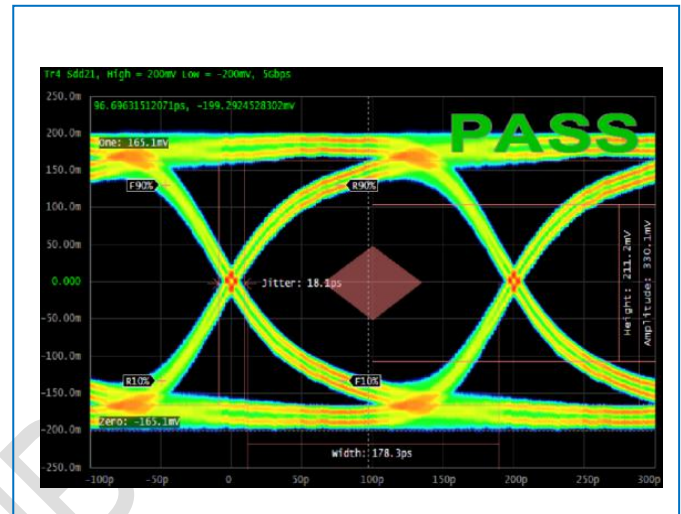 Tr4 Sdd21, High = 200mV Low = -200mV, 5Gbps
250.0m
96.69631512071ps, -199.2924528302mV
PASS
200.0m
One: 165.1mV
150.0m
F90%
R90%
100.0m
50.00m
0.000
Jitter: 18.1ps
Height: 211.2mV
Amplitude: 330.1mV
-50.00m
-100.0m
R10%
F10%
-150.0m
Zero: -165.1mV
-200.0m
Width: 178.3ps
-250.0m
-100p
-50p
0
50p
100p
150p
200p
250p
300p